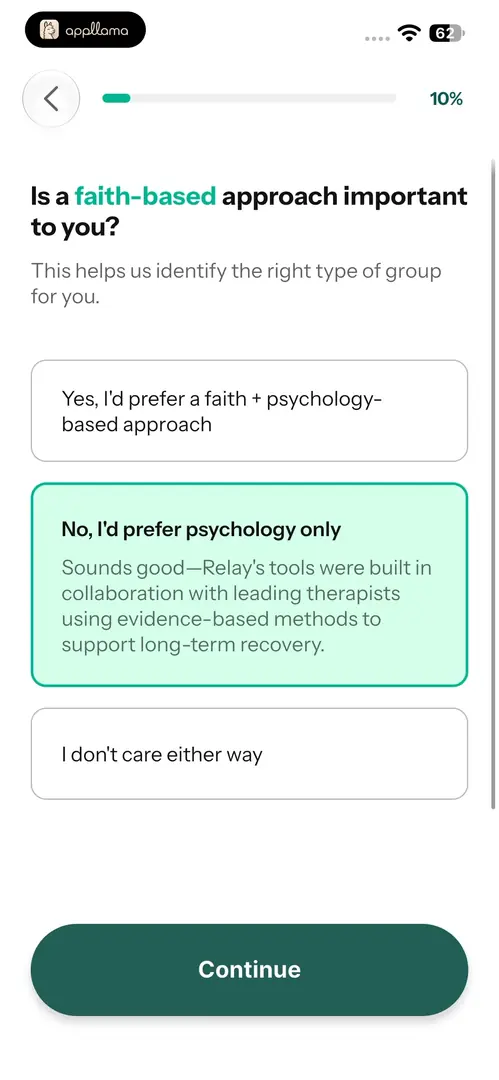 appllama
62
10%
Is a faith-based approach important
to you?
This helps us identify the right type of group
for you.
Yes, I'd prefer a faith + psychology-
based approach
No, I'd prefer psychology only
Sounds good—Relay's tools were built in
collaboration with leading therapists
using evidence-based methods to
support long-term recovery.
I don't care either way
Continue